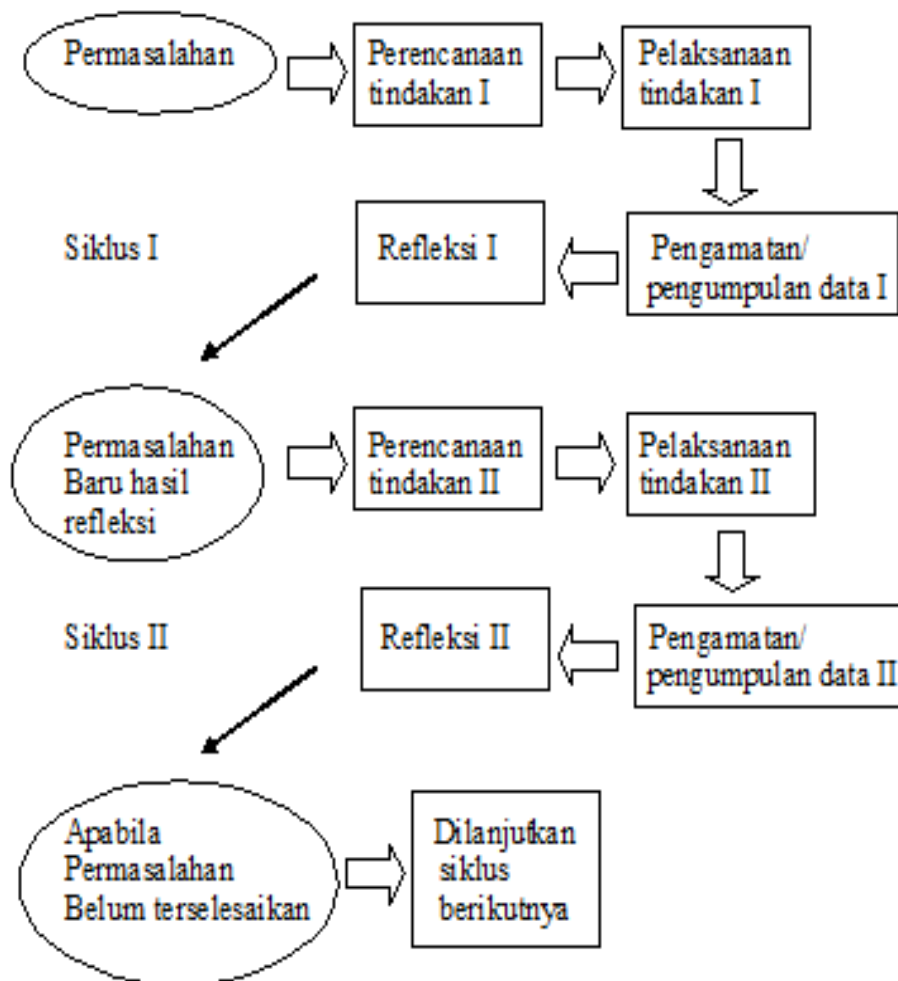 Permasalahan
Perencanaan
tindakan I
Pelaksanaan
tindakan I
Siklus I
Refleksi I
Pengamatan/
pengumpulan data I
Permasalahan
Baru hasil
refleksi
Perencanaan
tindakan II
Pelaksanaan
tindakan II
Siklus II
Refleksi II
Pengamatan/
pengumpulan data II
Apabila
Permasalahan
Belum terselesaikan
Dilanjutkan
siklus
berikutnya